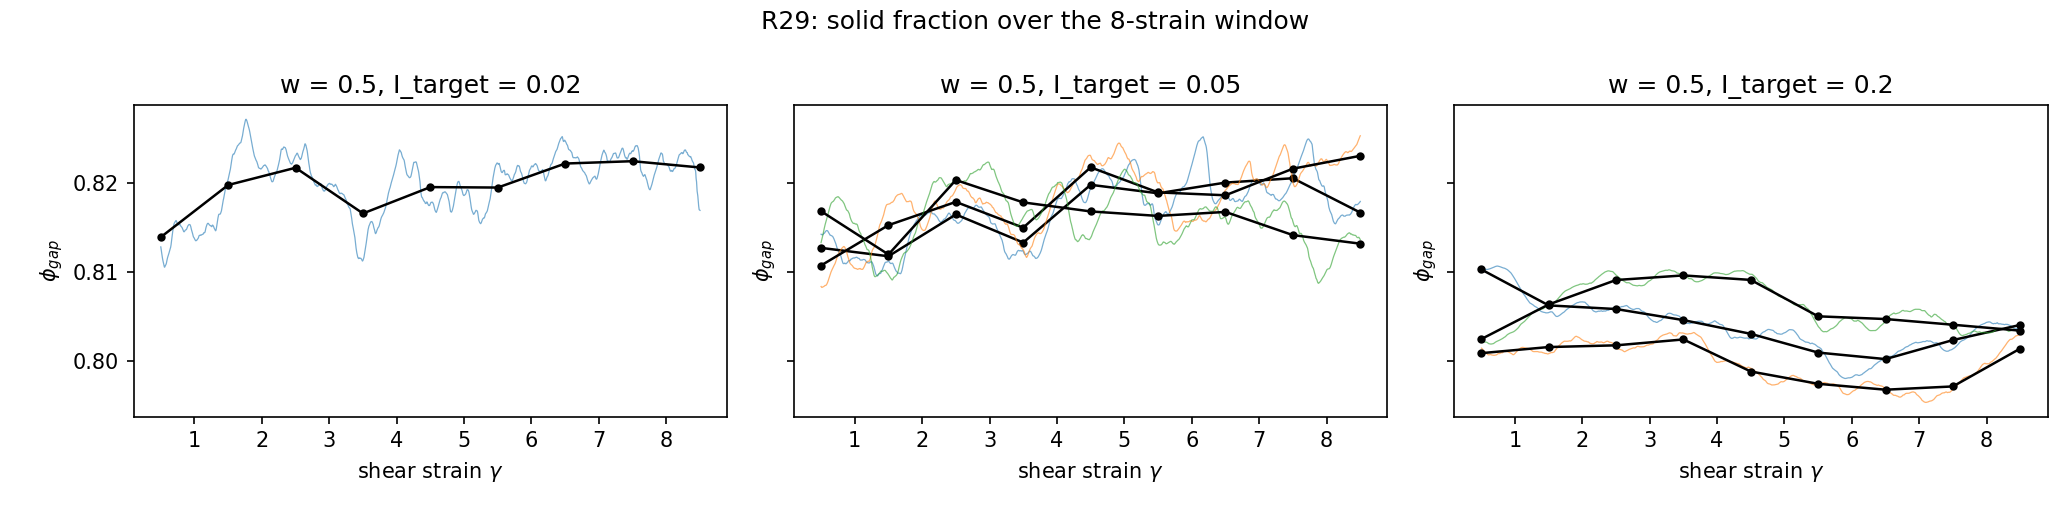 R29: solid fraction over the 8-strain window
w = 0.5, I_target = 0.02
w = 0.5, I_target = 0.05
w = 0.5, I_target = 0.2
ϕgap
0.82
0.81
0.80
1 2 3 4 5 6 7 8
shear strain γ
ϕgap
1 2 3 4 5 6 7 8
shear strain γ
ϕgap
1 2 3 4 5 6 7 8
shear strain γ